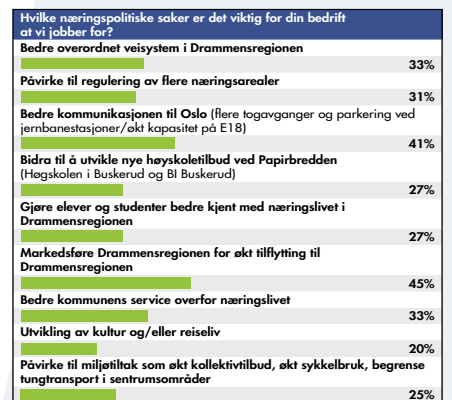 Hvilke næringspolitiske saker er det viktig for din bedrift
at vi jobber for?
Bedre overordnet veisystem i Drammensregionen
33%
Påvirke til regulering av flere næringsarealer
31%
Bedre kommunikasjonen til Oslo (flere togavganger og parkering ved
jernbanestasjoner/økt kapasitet på E18)
41%
Bidra til å utvikle nye høyskoletilbud ved Papirbredden
(Høgskolen i Buskerud og BI Buskerud)
27%
Gjøre elever og studenter bedre kjent med næringslivet i
Drammensregionen
27%
Markedsføre Drammensregionen for økt tilflytting til
Drammensregionen
45%
Bedre kommunens service overfor næringslivet
33%
Utvikling av kultur og/eller reiseliv
20%
Påvirke til miljøtiltak som økt kollektivtilbud, økt sykkelbruk, begrense
tungtransport i sentrumsområder
25%